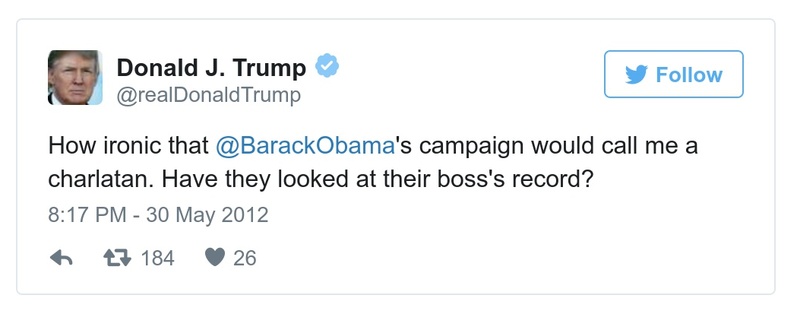 Donald J. Trump
@realDonaldTrump
Follow
How ironic that @BarackObama's campaign would call me a
charlatan. Have they looked at their boss's record?
8:17 PM - 30 May 2012
184 26